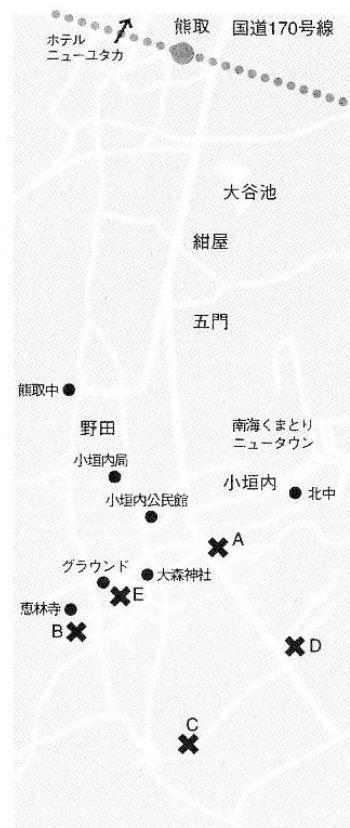 熊取
国道170号線
ホテル
ニューユタカ
大谷池
紺屋
五門
熊取中
野田
南海くまとり
ニュータウン
小垣内局
小垣内
北中
小垣内公民館
A
グラウンド
大森神社
E
恵林寺
B
D
C